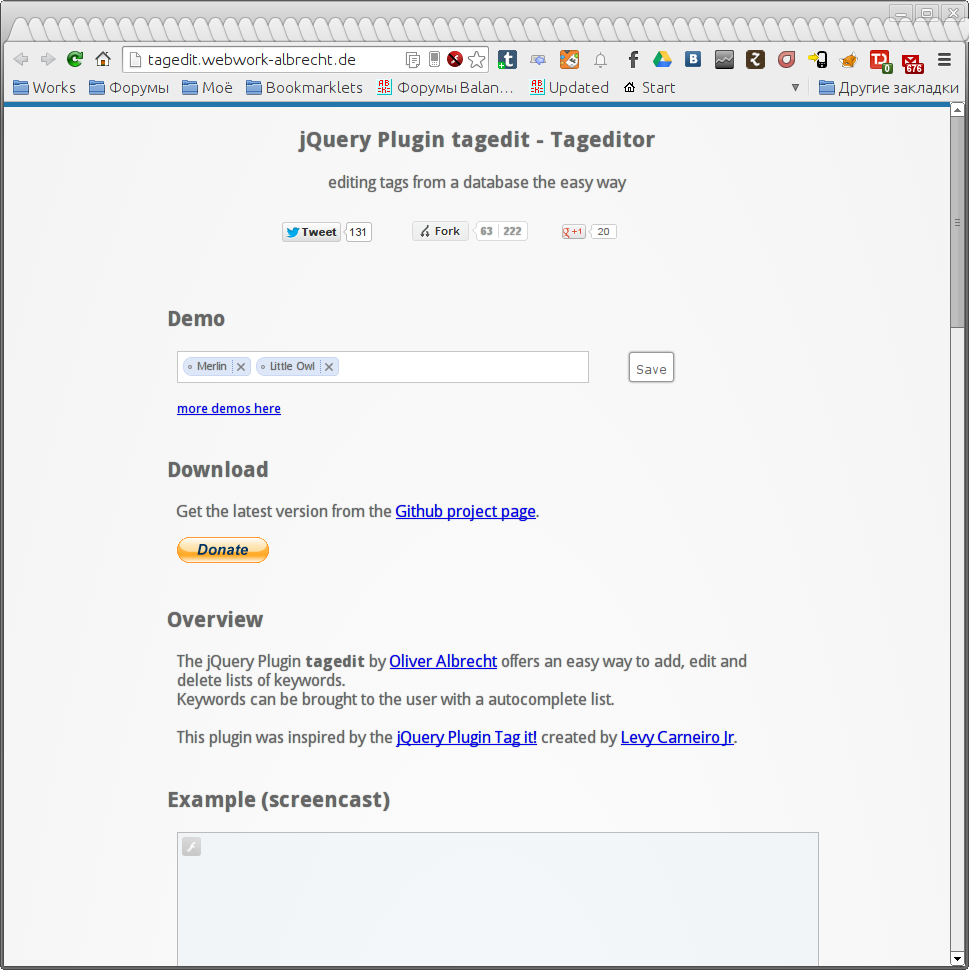 tagedit.webwork-albrecht.de
t
f
B
0
676
Works
Форумы
Моё
Bookmarklets
Форумы Balan...
Updated
Start
Другие закладки
jQuery Plugin tagedit - Tageditor
editing tags from a database the easy way
Tweet 131
Fork 63 222
+1 20
Demo
Merlin
Little Owl
Save
more demos here
Download
Get the latest version from the Github project page.
Donate
Overview
The jQuery Plugin tagedit by Oliver Albrecht offers an easy way to add, edit and
delete lists of keywords.
Keywords can be brought to the user with a autocomplete list.
This plugin was inspired by the jQuery Plugin Tag it! created by Levy Carneiro Jr.
Example (screencast)